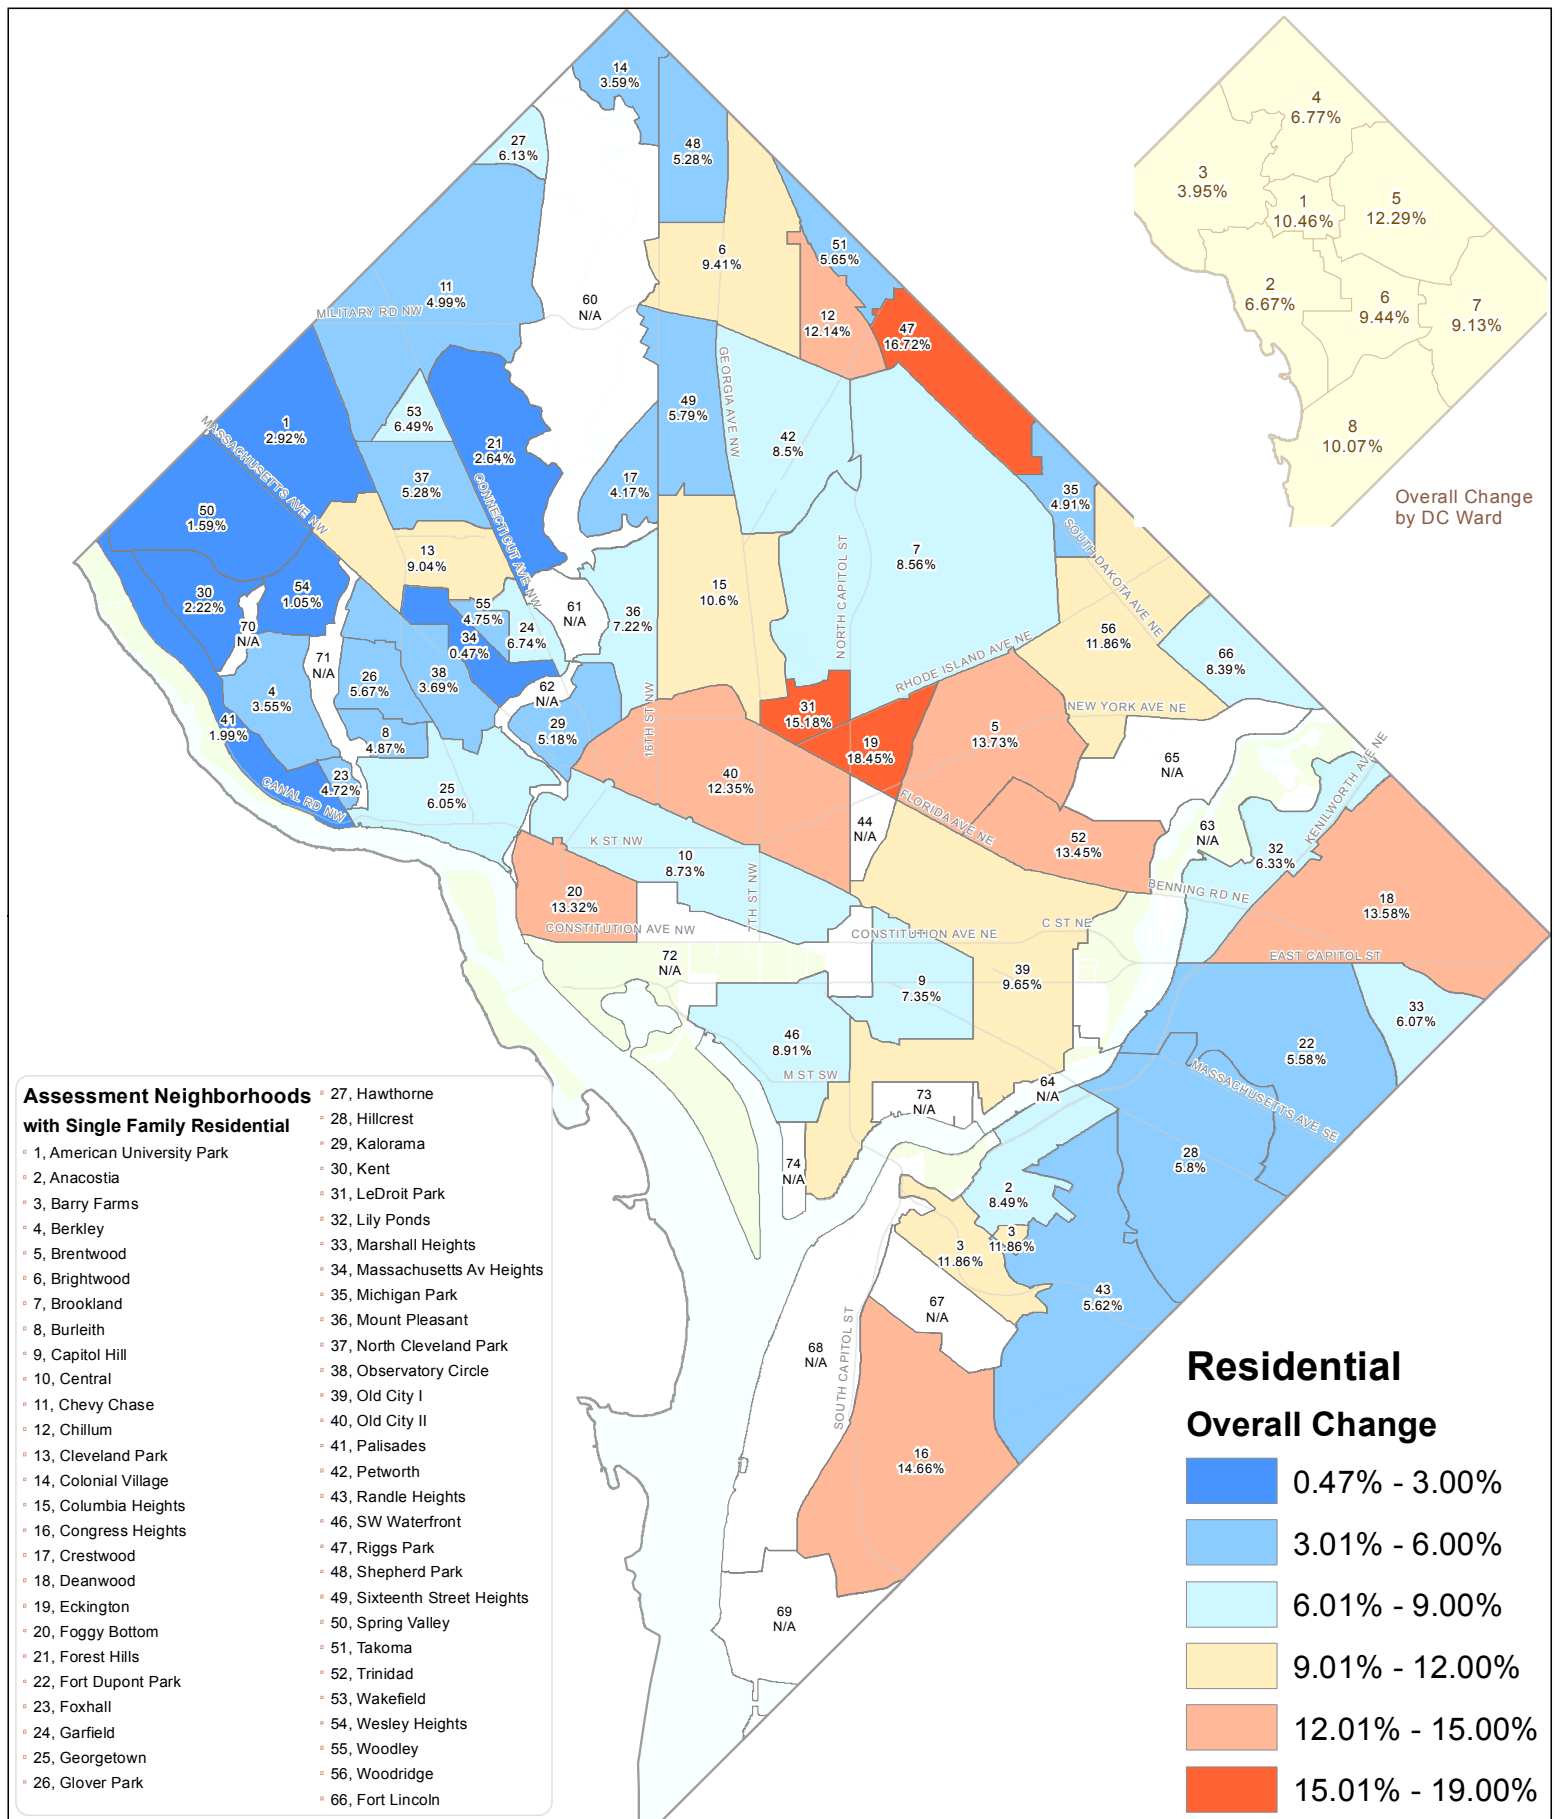 14
3.59%
27
6.13%
48
5.28%
6
9.41%
51
5.65%
11
4.99%
MILITARY RD NW
60
N/A
12
12.14%
47
16.72%
GEORGIA AVE NW
1
2.92%
MASSACHUSETTS AVE NW
53
6.49%
21
2.64%
49
5.79%
42
8.5%
37
5.28%
CONNECTICUT AVE NW
17
4.17%
35
4.91%
50
1.59%
SOUTH DAKOTA AVE NE
13
9.04%
NORTH CAPITOL ST
7
8.56%
30
2.22%
54
1.05%
15
10.6%
55
4.75%
61
N/A
36
7.22%
24
6.74%
34
0.47%
70
N/A
56
11.86%
RHODE ISLAND AVE NE
66
8.39%
71
N/A
26
5.67%
38
3.69%
62
N/A
4
3.55%
16TH ST NW
31
15.18%
NEW YORK AVE NE
41
1.99%
8
4.87%
29
5.18%
19
18.45%
5
13.73%
65
N/A
23
4.72%
CANAL RD NW
25
6.05%
40
12.35%
FLORIDA AVE NE
44
N/A
KENILWORTH AVE NE
63
N/A
52
13.45%
32
6.33%
K ST NW
10
8.73%
7TH ST NW
BENNING RD NE
20
13.32%
18
13.58%
CONSTITUTION AVE NW
CONSTITUTION AVE NE
C ST NE
EAST CAPITOL ST
72
N/A
9
7.35%
39
9.65%
33
6.07%
46
8.91%
22
5.58%
M ST SW
MASSACHUSETTS AVE SE
64
N/A
73
N/A
28
5.8%
74
N/A
2
8.49%
3
11.86%
3
11.86%
43
5.62%
67
N/A
68
N/A
SOUTH CAPITOL ST
16
14.66%
69
N/A
4
6.77%
3
3.95%
1
10.46%
5
12.29%
2
6.67%
6
9.44%
7
9.13%
8
10.07%
Overall Change
by DC Ward
Assessment Neighborhoods
with Single Family Residential
1, American University Park
2, Anacostia
3, Barry Farms
4, Berkley
5, Brentwood
6, Brightwood
7, Brookland
8, Burleith
9, Capitol Hill
10, Central
11, Chevy Chase
12, Chillum
13, Cleveland Park
14, Colonial Village
15, Columbia Heights
16, Congress Heights
17, Crestwood
18, Deanwood
19, Eckington
20, Foggy Bottom
21, Forest Hills
22, Fort Dupont Park
23, Foxhall
24, Garfield
25, Georgetown
26, Glover Park
27, Hawthorne
28, Hillcrest
29, Kalorama
30, Kent
31, LeDroit Park
32, Lily Ponds
33, Marshall Heights
34, Massachusetts Av Heights
35, Michigan Park
36, Mount Pleasant
37, North Cleveland Park
38, Observatory Circle
39, Old City I
40, Old City II
41, Palisades
42, Petworth
43, Randle Heights
46, SW Waterfront
47, Riggs Park
48, Shepherd Park
49, Sixteenth Street Heights
50, Spring Valley
51, Takoma
52, Trinidad
53, Wakefield
54, Wesley Heights
55, Woodley
56, Woodridge
66, Fort Lincoln
Residential
Overall Change
0.47% - 3.00%
3.01% - 6.00%
6.01% - 9.00%
9.01% - 12.00%
12.01% - 15.00%
15.01% - 19.00%